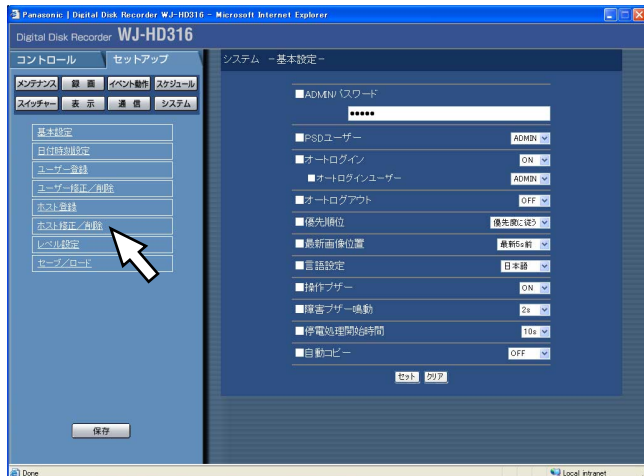 Panasonic | Digital Disk Recorder WJ-HD316 - Microsoft Internet Explorer
Digital Disk Recorder WJ-HD316
コントロール セットアップ
メンテナンス 録 画 イベント動作 スケジュール
スイッチャー 表 示 通 信 システム
基本設定
日付時刻設定
ユーザー登録
ユーザー修正／削除
ホスト登録
ホスト修正／削除
レベル設定
セーブ／ロード
保存
システム －基本設定－
■ADMINパスワード
●●●●●
■PSDユーザー ADMIN
■オートログイン ON
■オートログインユーザー ADMIN
■オートログアウト OFF
■優先順位 優先度に従う
■最新画像位置 最新5s前
■言語設定 日本語
■操作ブザー ON
■障害ブザー鳴動 2s
■停電処理開始時間 10s
■自動コピー OFF
セット クリア
Done Local intranet